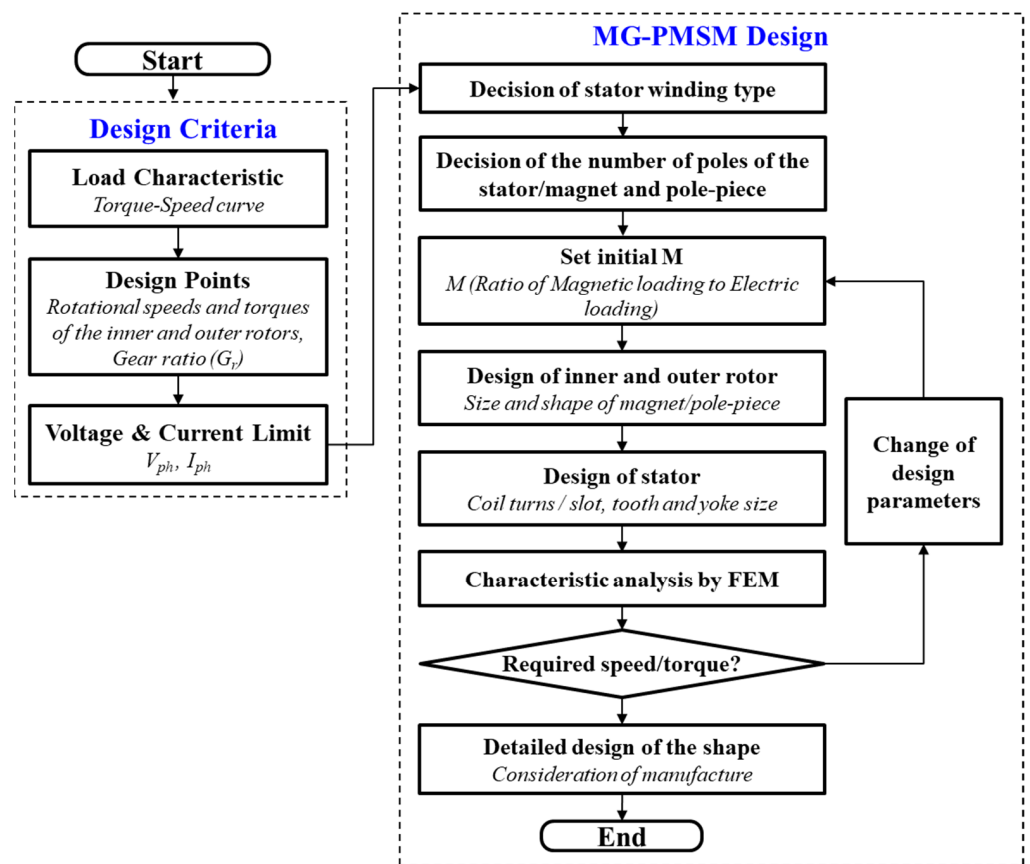 Start
Design Criteria
Load Characteristic
Torque-Speed curve
Design Points
Rotational speeds and torques
of the inner and outer rotors,
Gear ratio (Gr)
Voltage & Current Limit
Vph, Iph
MG-PMSM Design
Decision of stator winding type
Decision of the number of poles of the
stator/magnet and pole-piece
Set initial M
M (Ratio of Magnetic loading to Electric
loading)
Design of inner and outer rotor
Size and shape of magnet/pole-piece
Design of stator
Coil turns / slot, tooth and yoke size
Characteristic analysis by FEM
Required speed/torque?
Change of
design
parameters
Detailed design of the shape
Consideration of manufacture
End